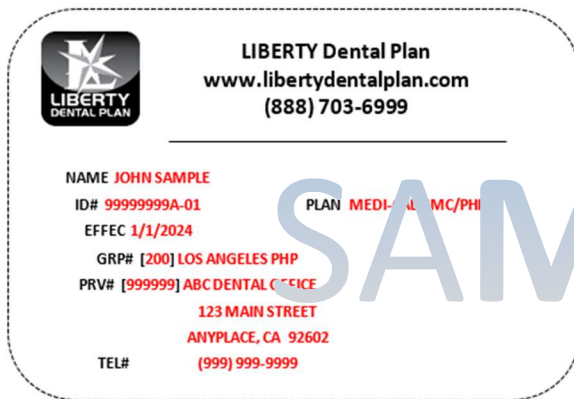 LIBERTY
DENTAL PLAN
LIBERTY Dental Plan
www.libertydentalplan.com
(888) 703-6999
NAME JOHN SAMPLE
ID# 99999999A-01 PLAN
EFFEC 1/1/2024
GRP# [200] LOS ANGELES PHP
PRV# [999999] ABC DENTAL OFFICE
123 MAIN STREET
ANYPLACE, CA 92602
TEL# (999) 999-9999
SAM